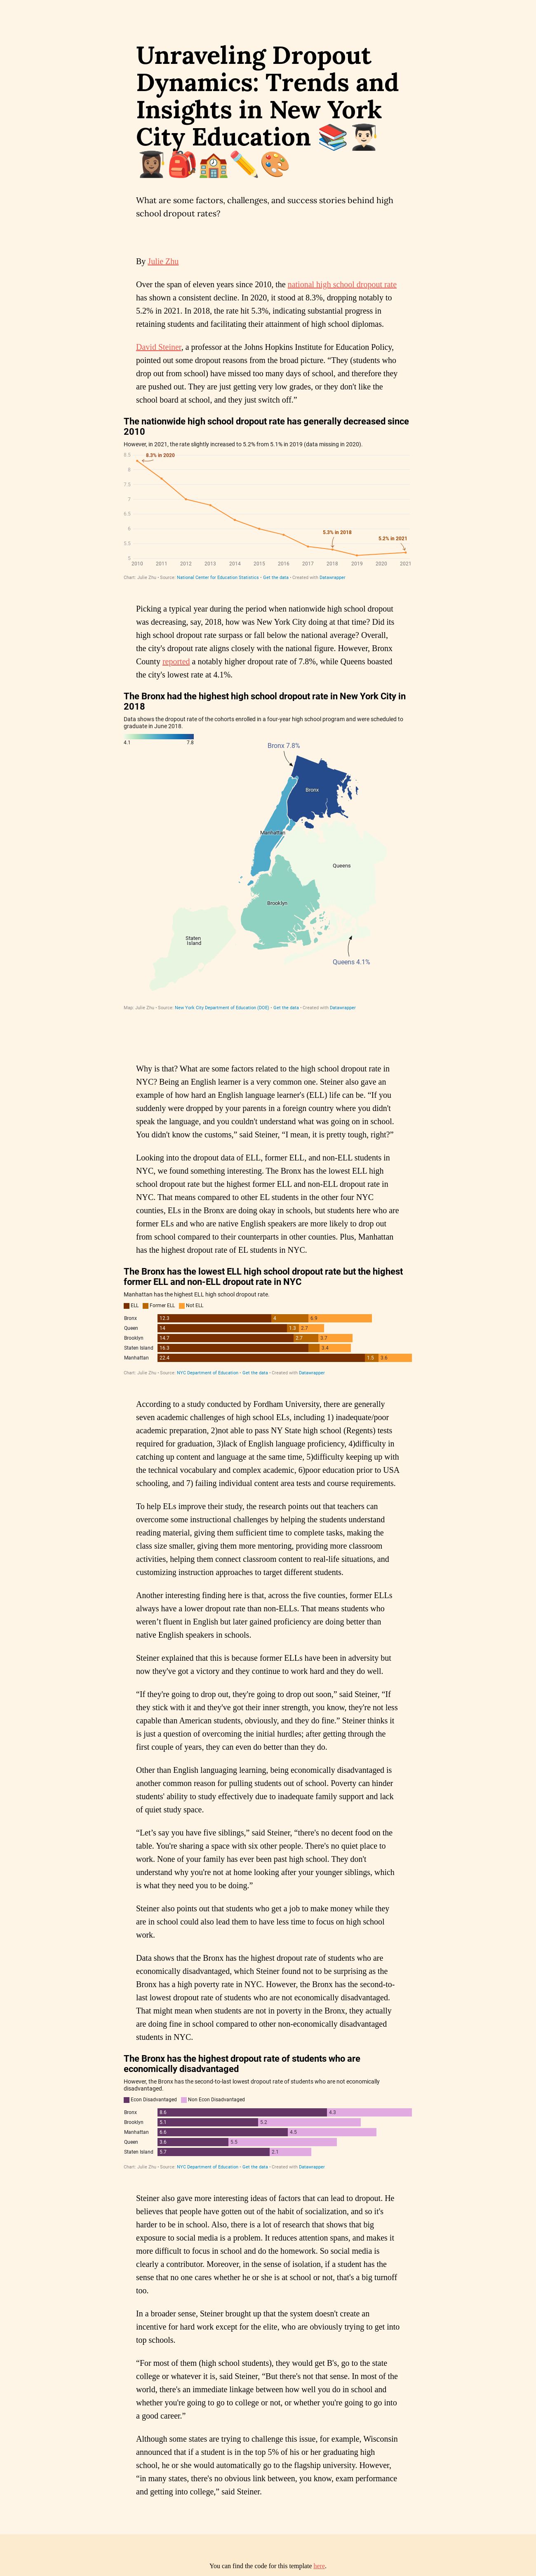 Unraveling Dropout
Dynamics: Trends and
Insights in New York
City Education 📚👨🏻‍🎓
👩🏽‍🎓🎒🏫✏️🎨
What are some factors, challenges, and success stories behind high
school dropout rates?
By Julie Zhu
Over the span of eleven years since 2010, the national high school dropout rate
has shown a consistent decline. In 2020, it stood at 8.3%, dropping notably to
5.2% in 2021. In 2018, the rate hit 5.3%, indicating substantial progress in
retaining students and facilitating their attainment of high school diplomas.
David Steiner, a professor at the Johns Hopkins Institute for Education Policy,
pointed out some dropout reasons from the broad picture. “They (students who
drop out from school) have missed too many days of school, and therefore they
are pushed out. They are just getting very low grades, or they don't like the
school board at school, and they just switch off.”
The nationwide high school dropout rate has generally decreased since
2010
However, in 2021, the rate slightly increased to 5.2% from 5.1% in 2019 (data missing in 2020).
8.5
8.3% in 2020
8
7.5
7
6.5
6
5.3% in 2018
5.2% in 2021
5.5
5
2010 2011 2012 2013 2014 2015 2016 2017 2018 2019 2020 2021
Chart: Julie Zhu • Source: National Center for Education Statistics • Get the data • Created with Datawrapper
Picking a typical year during the period when nationwide high school dropout
was decreasing, say, 2018, how was New York City doing at that time? Did its
high school dropout rate surpass or fall below the national average? Overall,
the city's dropout rate aligns closely with the national figure. However, Bronx
County reported a notably higher dropout rate of 7.8%, while Queens boasted
the city's lowest rate at 4.1%.
The Bronx had the highest high school dropout rate in New York City in
2018
Data shows the dropout rate of the cohorts enrolled in a four-year high school program and were scheduled to
graduate in June 2018.
4.1 7.8
Bronx 7.8%
Bronx
Manhattan
Queens
Brooklyn
Staten
Island
Queens 4.1%
Map: Julie Zhu • Source: New York City Department of Education (DOE) • Get the data • Created with Datawrapper
Why is that? What are some factors related to the high school dropout rate in
NYC? Being an English learner is a very common one. Steiner also gave an
example of how hard an English language learner's (ELL) life can be. “If you
suddenly were dropped by your parents in a foreign country where you didn't
speak the language, and you couldn't understand what was going on in school.
You didn't know the customs,” said Steiner, “I mean, it is pretty tough, right?”
Looking into the dropout data of ELL, former ELL, and non-ELL students in
NYC, we found something interesting. The Bronx has the lowest ELL high
school dropout rate but the highest former ELL and non-ELL dropout rate in
NYC. That means compared to other EL students in the other four NYC
counties, ELs in the Bronx are doing okay in schools, but students here who are
former ELs and who are native English speakers are more likely to drop out
from school compared to their counterparts in other counties. Plus, Manhattan
has the highest dropout rate of EL students in NYC.
The Bronx has the lowest ELL high school dropout rate but the highest
former ELL and non-ELL dropout rate in NYC
Manhattan has the highest ELL high school dropout rate.
ELL Former ELL Not ELL
Bronx 12.3 4 6.9
Queen 14 1.3 2.7
Brooklyn 14.7 2.7 3.7
Staten Island 16.3 3.4
Manhattan 22.4 1.5 3.6
Chart: Julie Zhu • Source: NYC Department of Education • Get the data • Created with Datawrapper
According to a study conducted by Fordham University, there are generally
seven academic challenges of high school ELs, including 1) inadequate/poor
academic preparation, 2)not able to pass NY State high school (Regents) tests
required for graduation, 3)lack of English language proficiency, 4)difficulty in
catching up content and language at the same time, 5)difficulty keeping up with
the technical vocabulary and complex academic, 6)poor education prior to USA
schooling, and 7) failing individual content area tests and course requirements.
To help ELs improve their study, the research points out that teachers can
overcome some instructional challenges by helping the students understand
reading material, giving them sufficient time to complete tasks, making the
class size smaller, giving them more mentoring, providing more classroom
activities, helping them connect classroom content to real-life situations, and
customizing instruction approaches to target different students.
Another interesting finding here is that, across the five counties, former ELLs
always have a lower dropout rate than non-ELLs. That means students who
weren’t fluent in English but later gained proficiency are doing better than
native English speakers in schools.
Steiner explained that this is because former ELLs have been in adversity but
now they've got a victory and they continue to work hard and they do well.
“If they're going to drop out, they're going to drop out soon,” said Steiner, “If
they stick with it and they've got their inner strength, you know, they're not less
capable than American students, obviously, and they do fine.” Steiner thinks it
is just a question of overcoming the initial hurdles; after getting through the
first couple of years, they can even do better than they do.
Other than English languaging learning, being economically disadvantaged is
another common reason for pulling students out of school. Poverty can hinder
students' ability to study effectively due to inadequate family support and lack
of quiet study space.
“Let’s say you have five siblings,” said Steiner, “there's no decent food on the
table. You're sharing a space with six other people. There's no quiet place to
work. None of your family has ever been past high school. They don't
understand why you're not at home looking after your younger siblings, which
is what they need you to be doing.”
Steiner also points out that students who get a job to make money while they
are in school could also lead them to have less time to focus on high school
work.
Data shows that the Bronx has the highest dropout rate of students who are
economically disadvantaged, which Steiner found not to be surprising as the
Bronx has a high poverty rate in NYC. However, the Bronx has the second-to-
last lowest dropout rate of students who are not economically disadvantaged.
That might mean when students are not in poverty in the Bronx, they actually
are doing fine in school compared to other non-economically disadvantaged
students in NYC.
The Bronx has the highest dropout rate of students who are
economically disadvantaged
However, the Bronx has the second-to-last lowest dropout rate of students who are not economically
disadvantaged.
Econ Disadvantaged Non Econ Disadvantaged
Bronx 8.6 4.3
Brooklyn 5.1 5.2
Manhattan 6.6 4.5
Queen 3.6 5.5
Staten Island 5.7 2.1
Chart: Julie Zhu • Source: NYC Department of Education • Get the data • Created with Datawrapper
Steiner also gave more interesting ideas of factors that can lead to dropout. He
believes that people have gotten out of the habit of socialization, and so it's
harder to be in school. Also, there is a lot of research that shows that big
exposure to social media is a problem. It reduces attention spans, and makes it
more difficult to focus in school and do the homework. So social media is
clearly a contributor. Moreover, in the sense of isolation, if a student has the
sense that no one cares whether he or she is at school or not, that's a big turnoff
too.
In a broader sense, Steiner brought up that the system doesn't create an
incentive for hard work except for the elite, who are obviously trying to get into
top schools.
“For most of them (high school students), they would get B's, go to the state
college or whatever it is, said Steiner, “But there's not that sense. In most of the
world, there's an immediate linkage between how well you do in school and
whether you're going to go to college or not, or whether you're going to go into
a good career.”
Although some states are trying to challenge this issue, for example, Wisconsin
announced that if a student is in the top 5% of his or her graduating high
school, he or she would automatically go to the flagship university. However,
“in many states, there's no obvious link between, you know, exam performance
and getting into college,” said Steiner.
You can find the code for this template here.